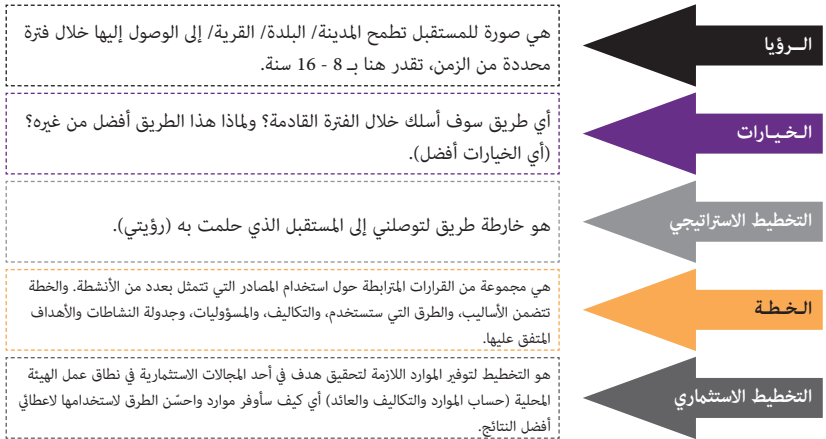 الــرؤيا
هي صورة للمستقبل تطمح المدينة/ البلدة/ القرية/ إلى الوصول إليها خلال فترة
محددة من الزمن، تقدر هنا بـ 8 - 16 سنة.
الـخـيـارات
أي طريق سوف أسلك خلال الفترة القادمة؟ ولماذا هذا الطريق أفضل من غيره؟
(أي الخيارات أفضل).
التخطيط الاستراتيجي
هو خارطة طريق لتوصلني إلى المستقبل الذي حلمت به (رؤيتي).
الـخـطـة
هي مجموعة من القرارات المترابطة حول استخدام المصادر التي تتمثل بعدد من الأنشطة. والخطة
تتضمن الأساليب، والطرق التي ستستخدم، والتكاليف، والمسؤوليات، وجدولة النشاطات والأهداف
المتفق عليها.
التخطيط الاستثماري
هو التخطيط لتوفير الموارد اللازمة لتحقيق هدف في أحد المجالات الاستثمارية في نطاق عمل الهيئة
المحلية (حساب الموارد والتكاليف والعائد) أي كيف سأوفر موارد واحسّن الطرق لاستخدامها لاعطائي
أفضل النتائج.